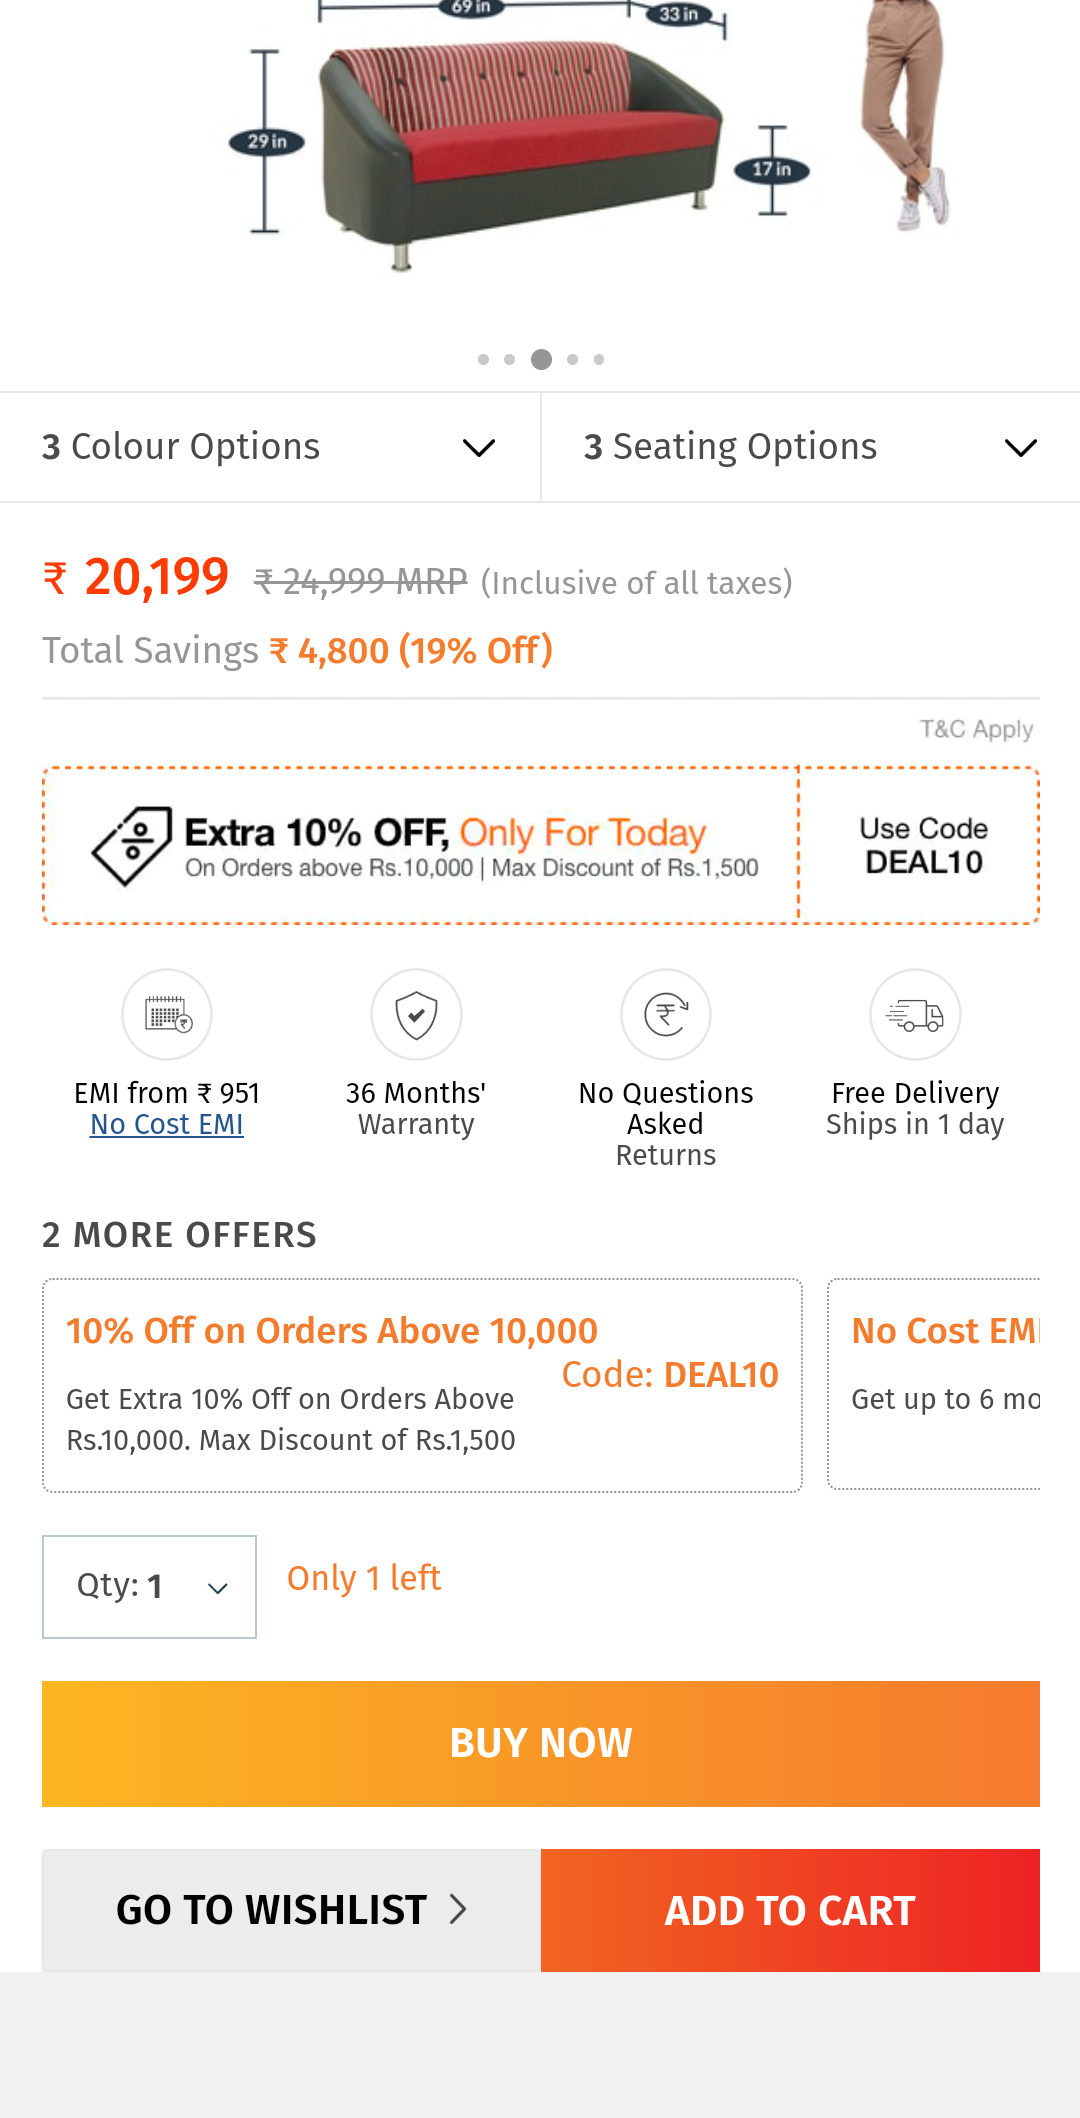 69 in
33 in
29 in
17 in
3 Colour Options
3 Seating Options
₹ 20,199 ₹ 24,999 MRP (Inclusive of all taxes)
Total Savings ₹ 4,800 (19% Off)
T&C Apply
Extra 10% OFF, Only For Today
On Orders above Rs.10,000 | Max Discount of Rs.1,500
Use Code
DEAL10
EMI from ₹ 951
No Cost EMI
36 Months'
Warranty
No Questions
Asked
Returns
Free Delivery
Ships in 1 day
2 MORE OFFERS
10% Off on Orders Above 10,000
Code: DEAL10
Get Extra 10% Off on Orders Above
Rs.10,000. Max Discount of Rs.1,500
No Cost EMI
Get up to 6 mo
Qty: 1
Only 1 left
BUY NOW
GO TO WISHLIST
ADD TO CART